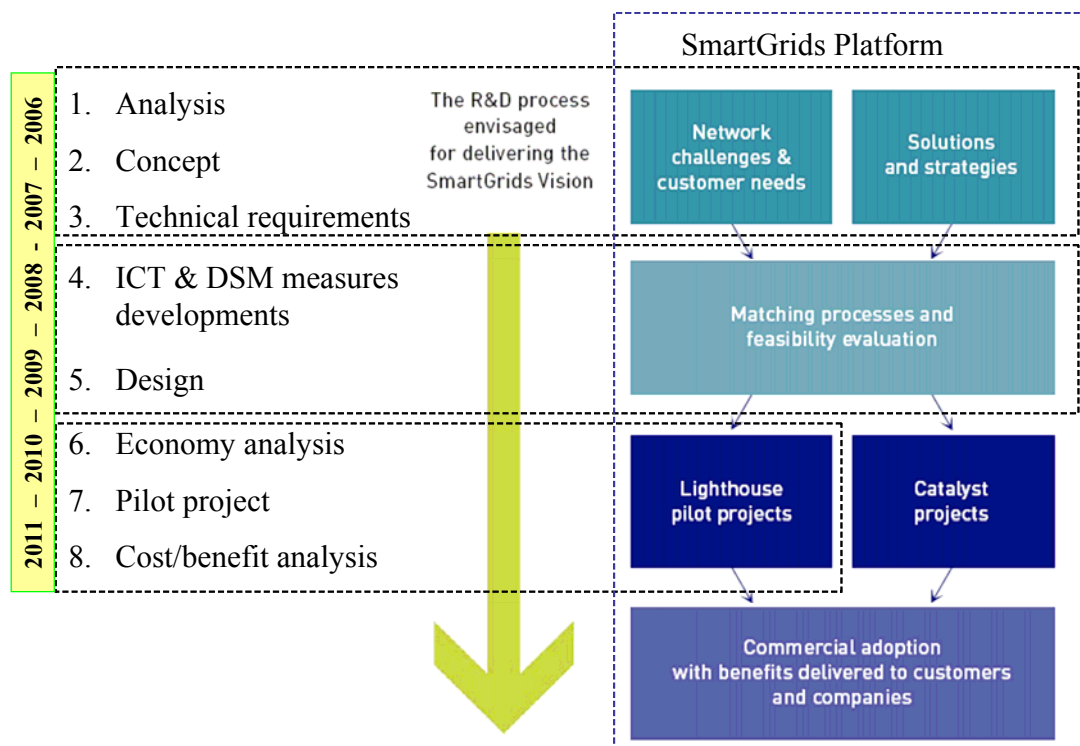 SmartGrids Platform
2011 – 2010 – 2009 – 2008 - 2007 – 2006
1. Analysis
2. Concept
3. Technical requirements
The R&D process
envisaged
for delivering the
SmartGrids Vision
Network
challenges &
customer needs
Solutions
and strategies
4. ICT & DSM measures
developments
5. Design
Matching processes and
feasibility evaluation
6. Economy analysis
7. Pilot project
8. Cost/benefit analysis
Lighthouse
pilot projects
Catalyst
projects
Commercial adoption
with benefits delivered to customers
and companies